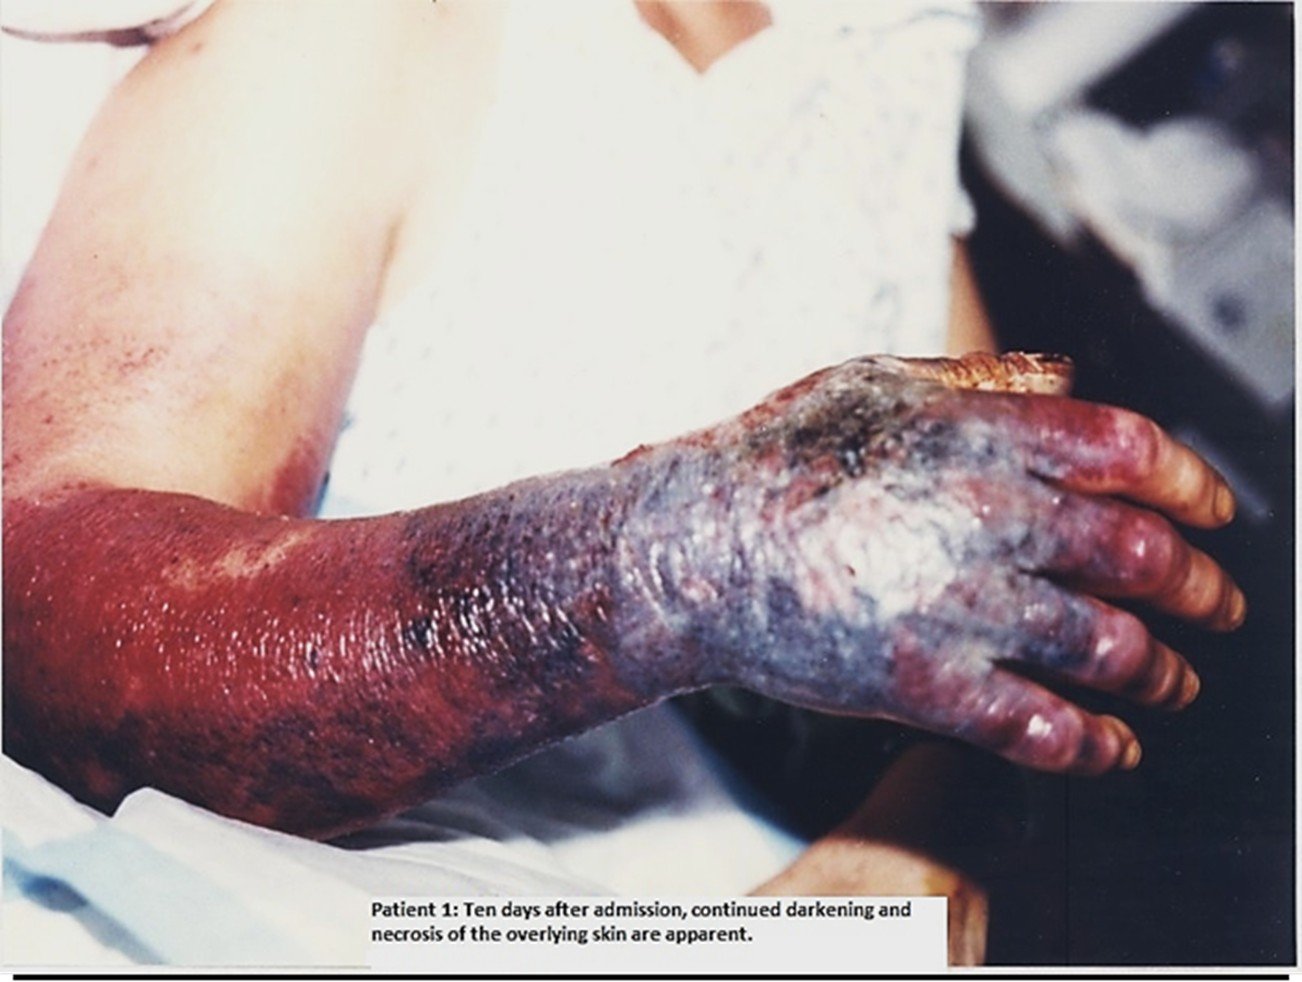 Patient 1: Ten days after admission, continued darkening and
necrosis of the overlying skin are apparent.